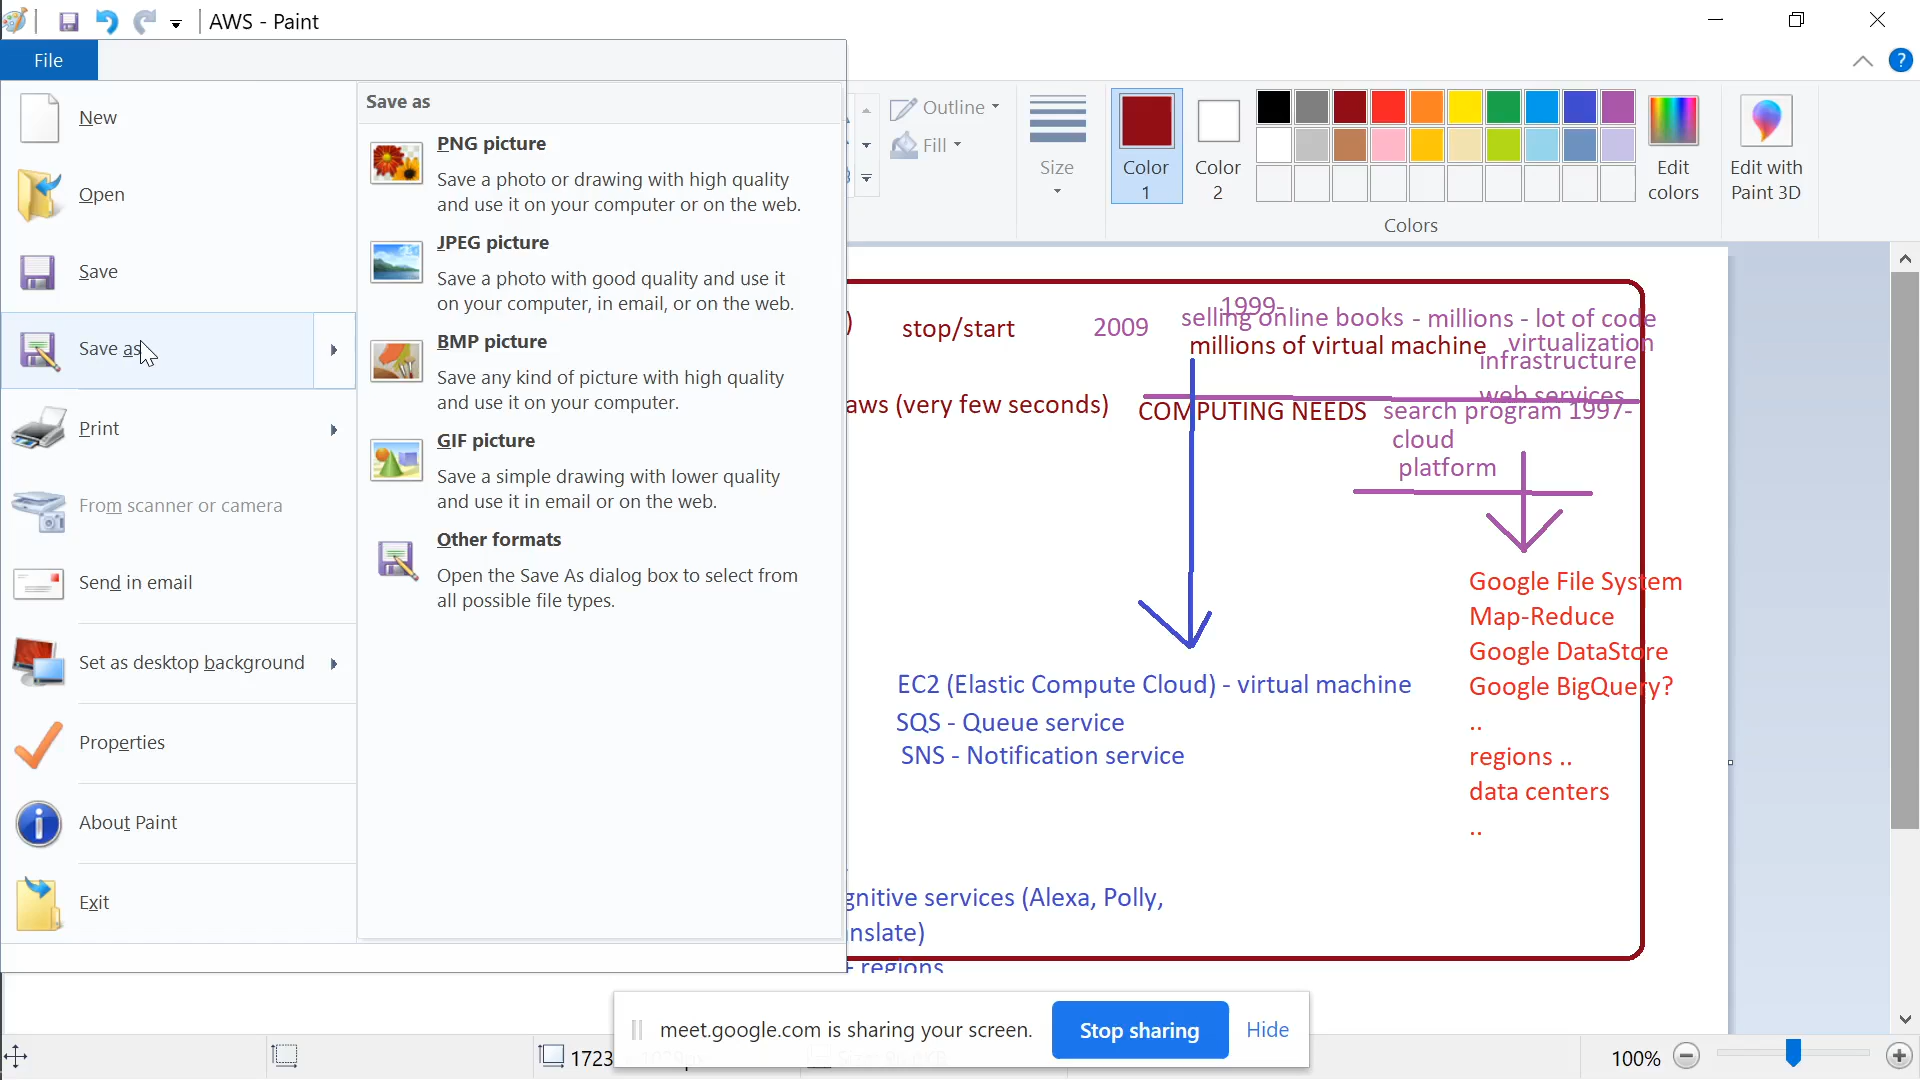 AWS - Paint
File
New
Open
Save
Save as
Print
From scanner or camera
Send in email
Set as desktop background
Properties
About Paint
Exit
Save as
PNG picture
Save a photo or drawing with high quality
and use it on your computer or on the web.
JPEG picture
Save a photo with good quality and use it
on your computer, in email, or on the web.
BMP picture
Save any kind of picture with high quality
and use it on your computer.
GIF picture
Save a simple drawing with lower quality
and use it in email or on the web.
Other formats
Open the Save As dialog box to select from
all possible file types.
Outline
Fill
Size
Color
1
Color
2
Edit
colors
Edit with
Paint 3D
Colors
?
)
stop/start
2009
1999-
selling online books - millions - lot of code
millions of virtual machine
virtualization
infrastructure
web services
aws (very few seconds)
COMPUTING NEEDS
search program 1997-
cloud
platform
Google File System
Map-Reduce
Google DataStore
Google BigQuery?
..
regions ..
data centers
..
EC2 (Elastic Compute Cloud) - virtual machine
SQS - Queue service
SNS - Notification service
gnitive services (Alexa, Polly,
nslate)
regions
meet.google.com is sharing your screen.
Stop sharing
Hide
1723
100%